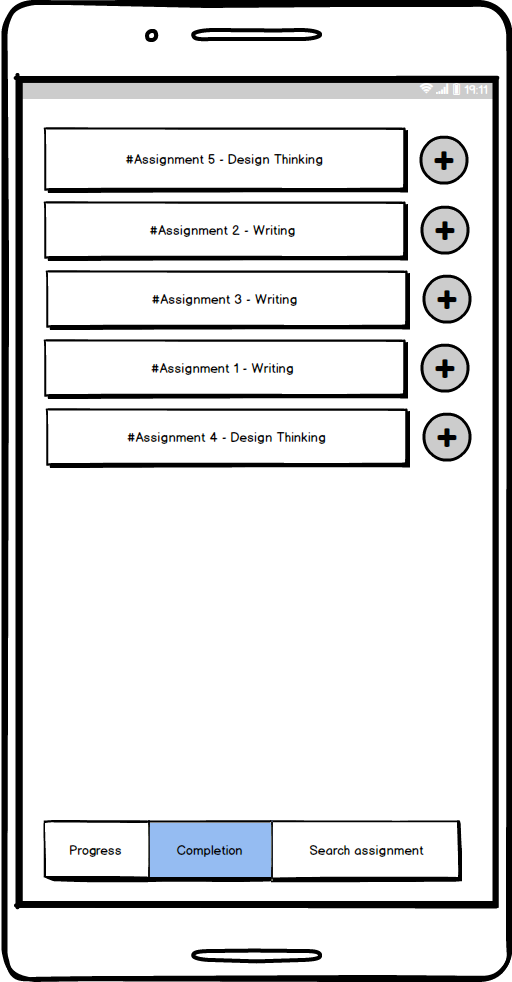 19:11
#Assignment 5 - Design Thinking
#Assignment 2 - Writing
#Assignment 3 - Writing
#Assignment 1 - Writing
#Assignment 4 - Design Thinking
Progress Completion Search assignment